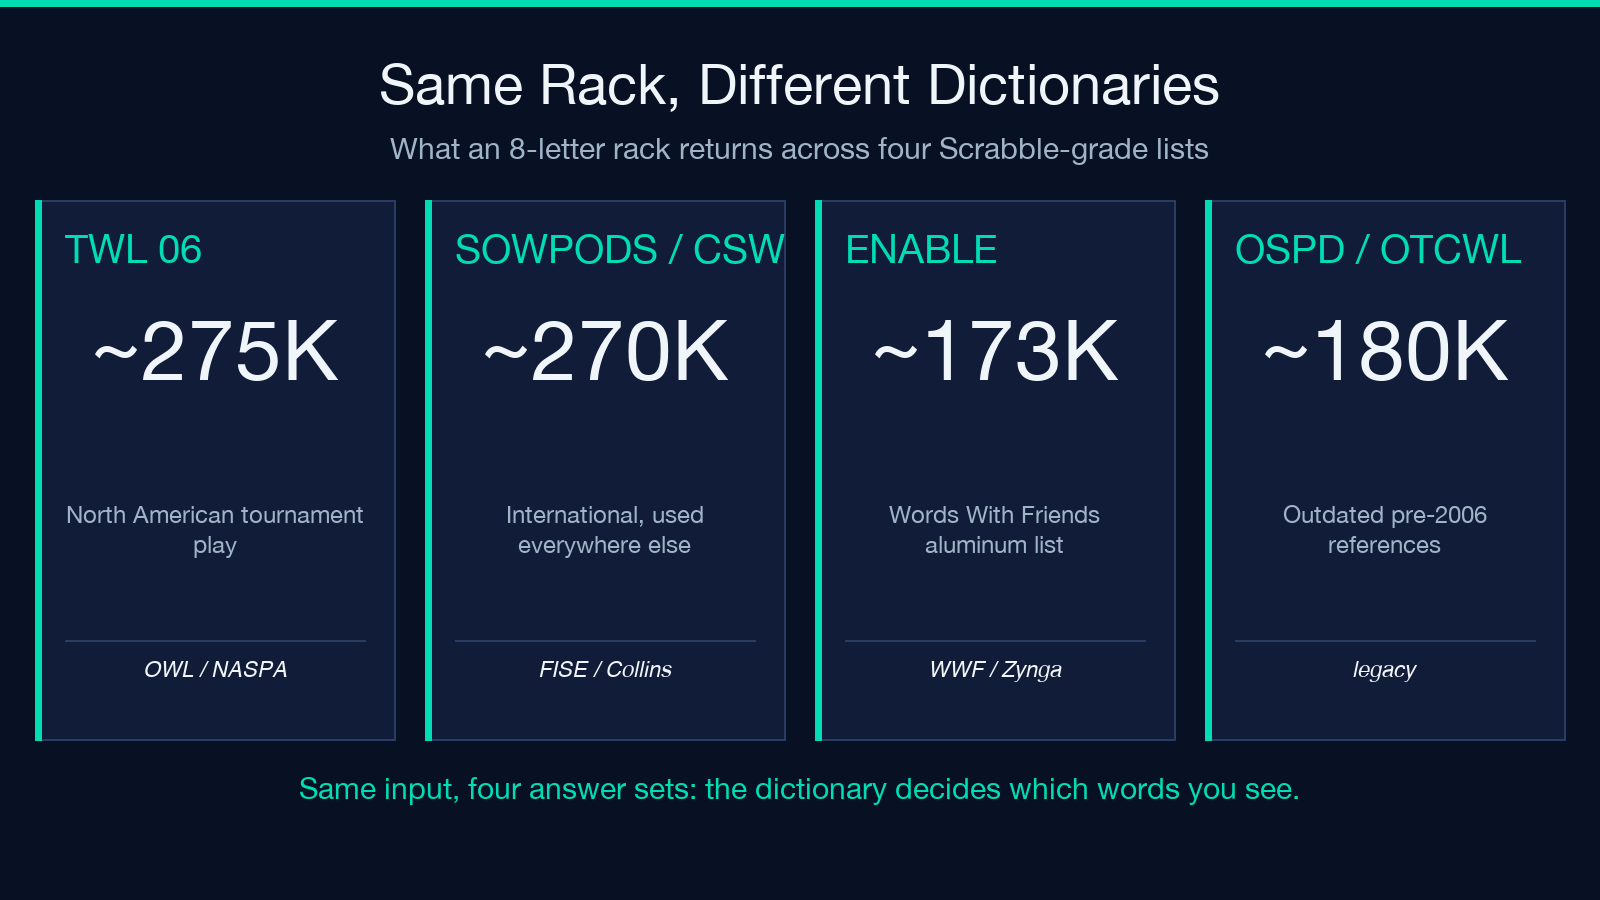 Same Rack, Different Dictionaries
What an 8-letter rack returns across four Scrabble-grade lists
TWL 06
~275K
North American tournament
play
OWL / NASPA
SOWPODS / CSW
~270K
International, used
everywhere else
FISE / Collins
ENABLE
~173K
Words With Friends
aluminum list
WWF / Zynga
OSPD / OTCWL
~180K
Outdated pre-2006
references
legacy
Same input, four answer sets: the dictionary decides which words you see.